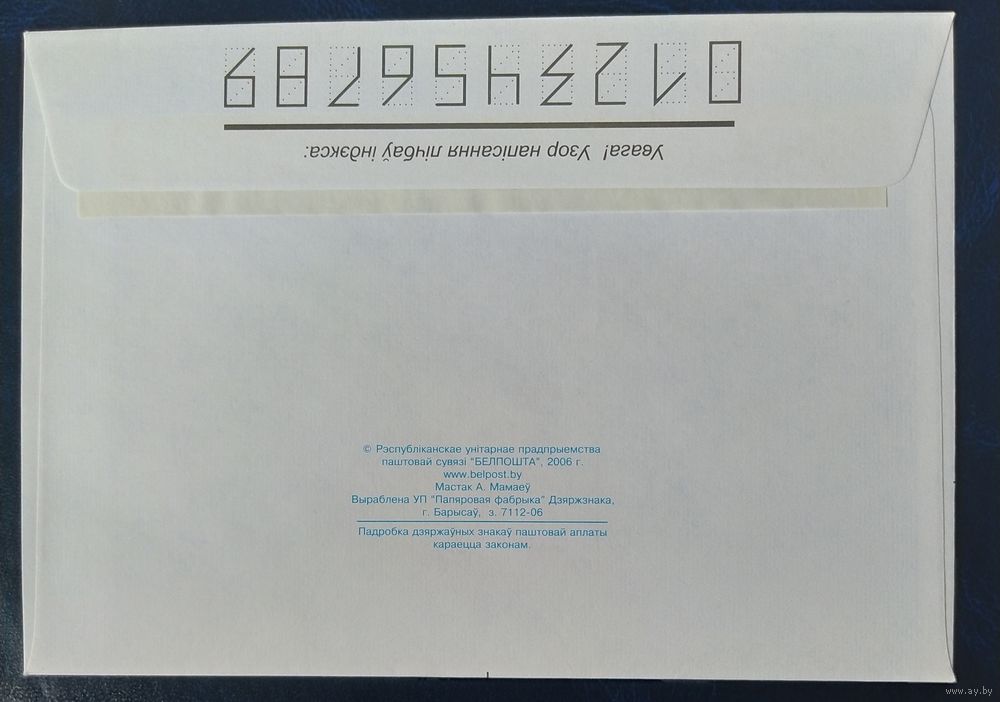 Увага! Узор напісання лічбаў індэкса:
0123456789
© Рэспубліканскае унітарнае прадпрыемства
паштовай сувязі "БЕЛПОШТА", 2006 г.
www.belpost.by
Мастак А. Мамаеў
Выраблена УП "Папяровая фабрыка" Дзяржзнака,
г. Барысаў, з. 7112-06
Падробка дзяржаўных знакаў паштовай аплаты
караецца законам.
www.ay.by